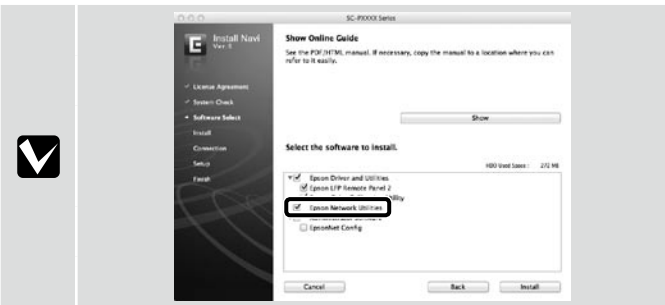 SC-PXXXX Series
Install Navi
Ver.
Show Online Guide
See the PDF/HTML manual. If necessary, copy the manual to a location where you can
refer to it easily.
License Agreement
System Check
Software Select
Show
Install
Connection
Select the software to install.
Setup
HDD Used Space : 272 MB
Finish
Epson Driver and Utilities
Epson LFP Remote Panel 2
Epson Network Utilities
EpsonNet Config
Cancel
Back
Install